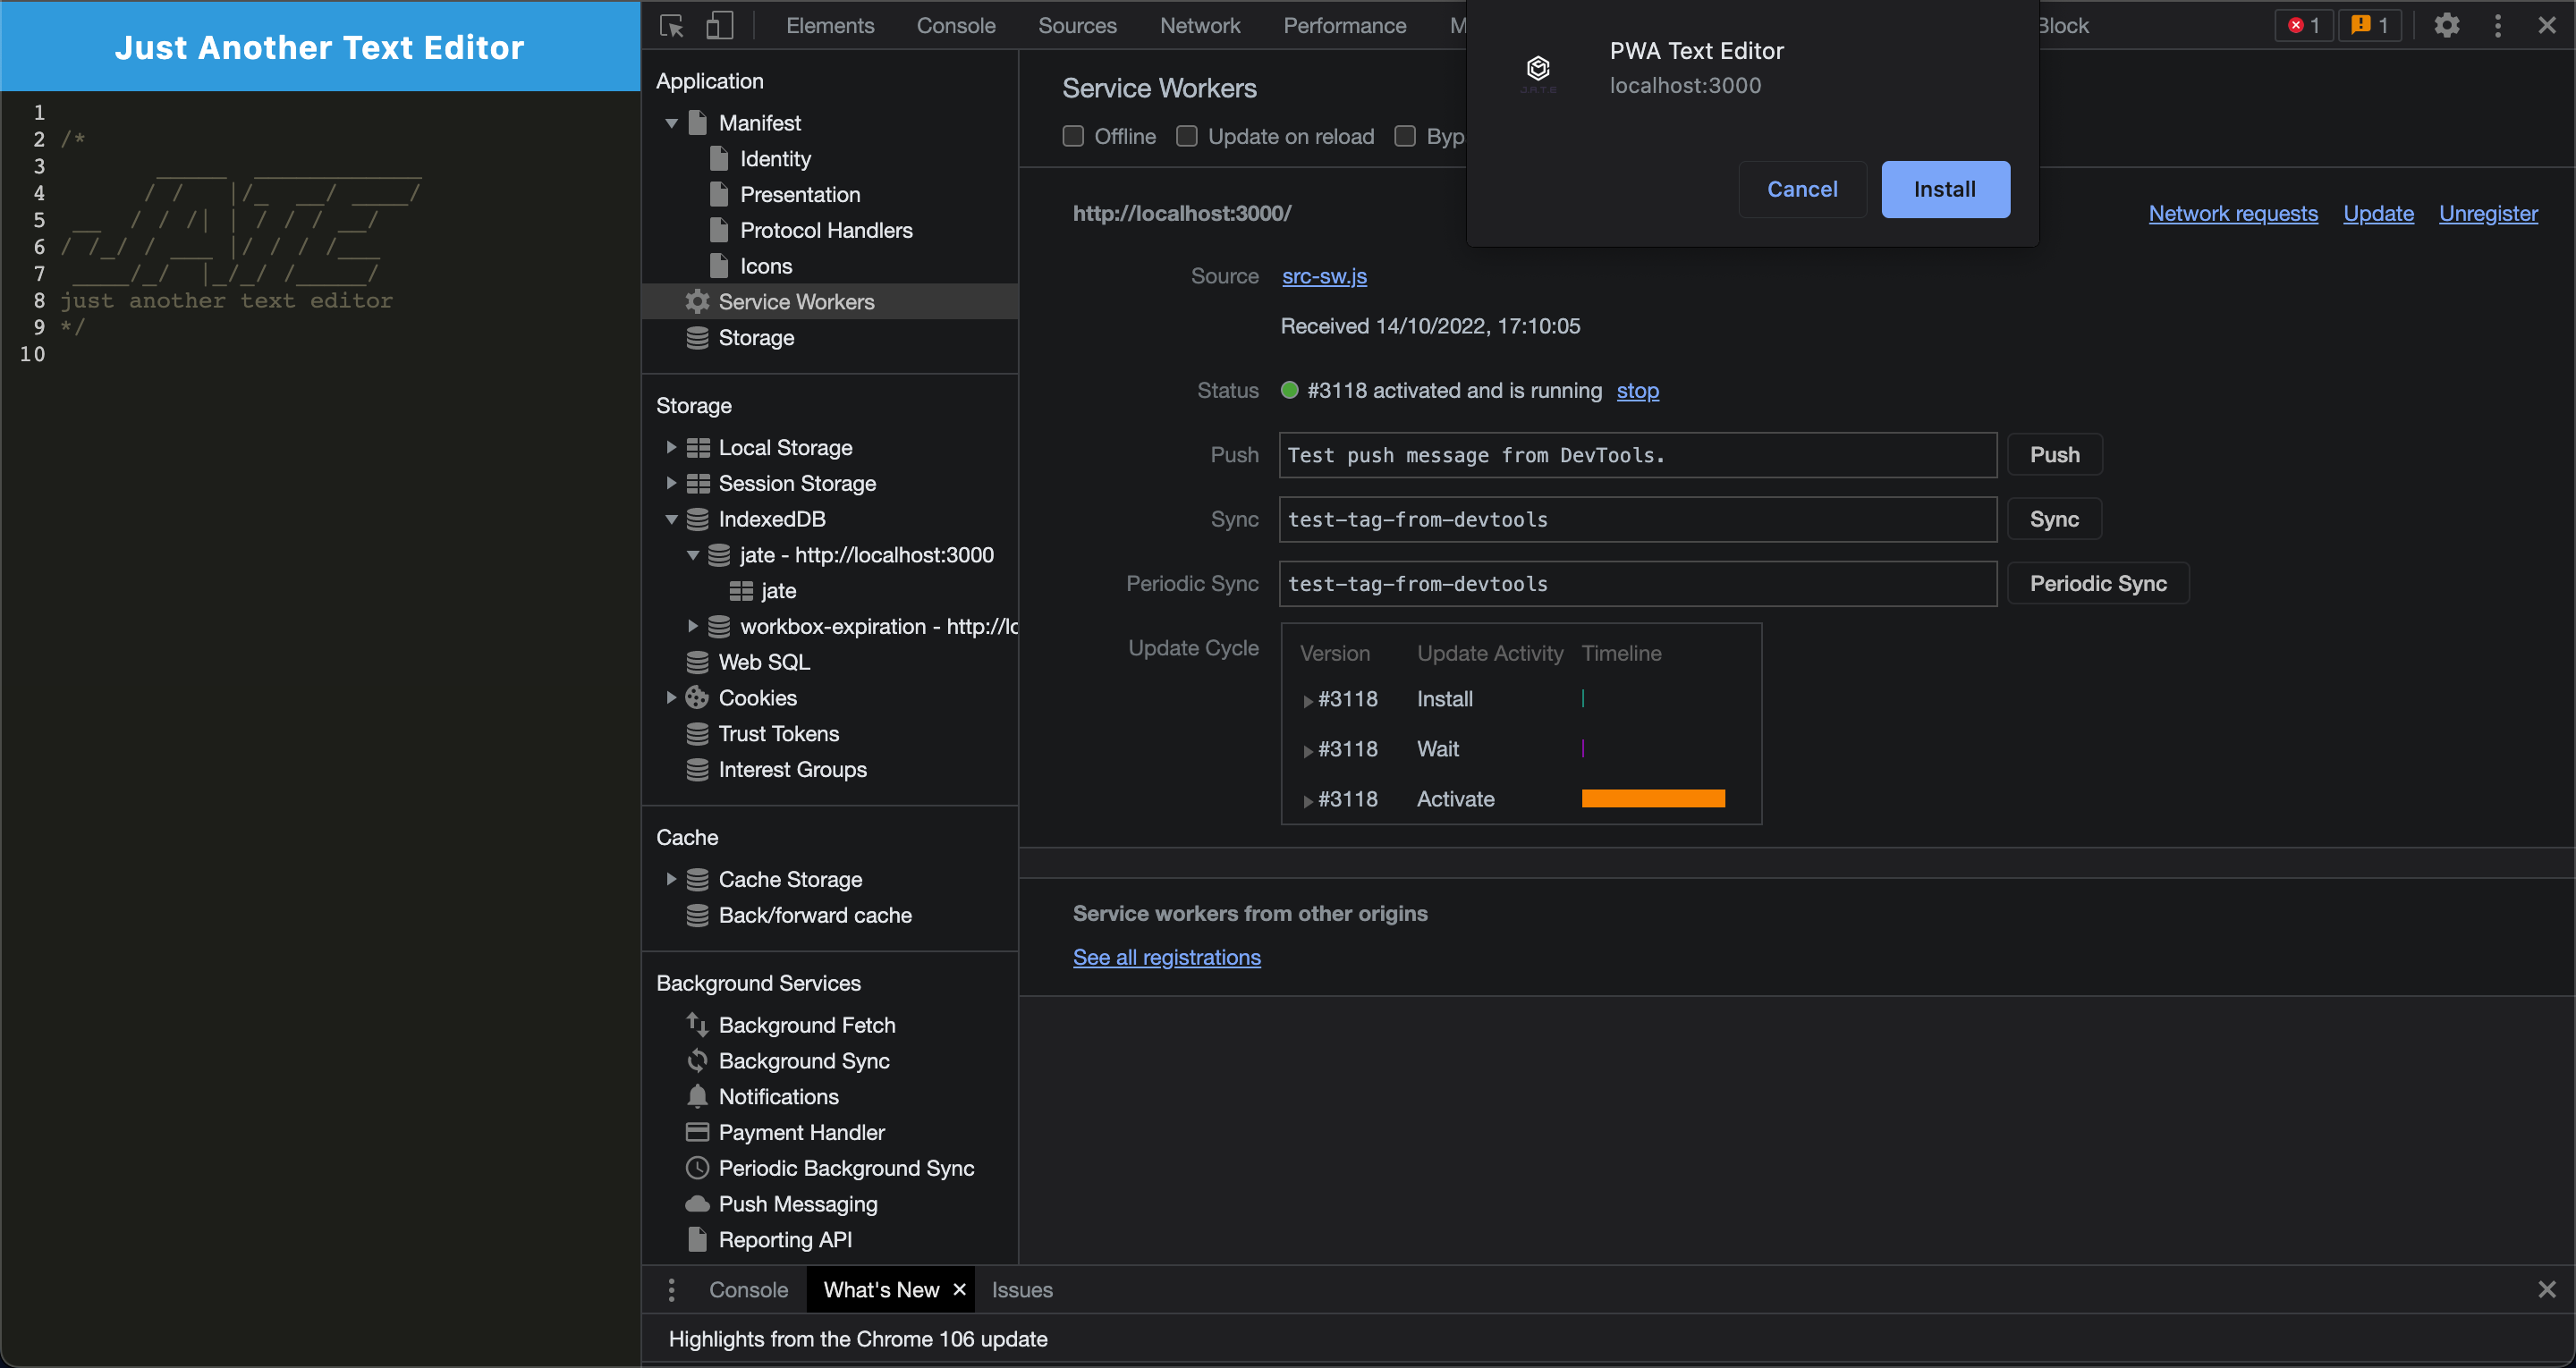 Just Another Text Editor
1
2 /*
3
4
5
6
7
8 just another text editor
9 */
10
Elements Console Sources Network Performance M
Block
1 1
Application
Manifest
Identity
Presentation
Protocol Handlers
Icons
Service Workers
Storage
Storage
Local Storage
Session Storage
IndexedDB
jate - http://localhost:3000
jate
workbox-expiration - http://lo
Web SQL
Cookies
Trust Tokens
Interest Groups
Cache
Cache Storage
Back/forward cache
Background Services
Background Fetch
Background Sync
Notifications
Payment Handler
Periodic Background Sync
Push Messaging
Reporting API
Service Workers
Offline Update on reload Byp
http://localhost:3000/
Network requests Update Unregister
Source src-sw.js
Received 14/10/2022, 17:10:05
Status #3118 activated and is running stop
Push Test push message from DevTools. Push
Sync test-tag-from-devtools Sync
Periodic Sync test-tag-from-devtools Periodic Sync
Update Cycle Version Update Activity Timeline
#3118 Install
#3118 Wait
#3118 Activate
Service workers from other origins
See all registrations
PWA Text Editor
localhost:3000
J.A.T.E
Cancel Install
Console What's New × Issues
Highlights from the Chrome 106 update